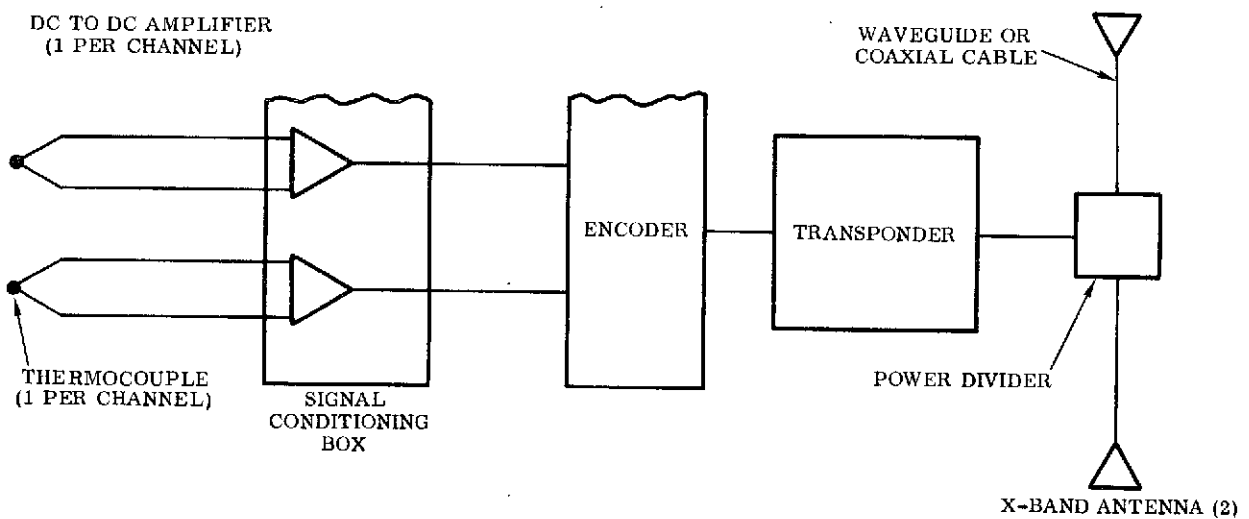 DC TO DC AMPLIFIER
(1 PER CHANNEL)
WAVEGUIDE OR
COAXIAL CABLE
ENCODER
TRANSPONDER
THERMOCOUPLE
(1 PER CHANNEL)
SIGNAL
CONDITIONING
BOX
POWER DIVIDER
X-BAND ANTENNA (2)